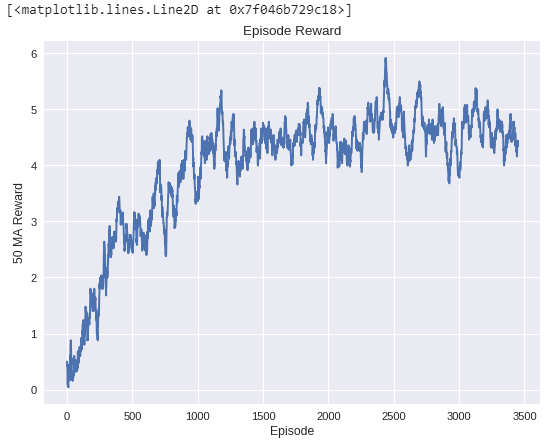 [<matplotlib.lines.Line2D at 0x7f046b729c18>]
Episode Reward
6
5
4
3
2
1
0
50 MA Reward
0 500 1000 1500 2000 2500 3000 3500
Episode